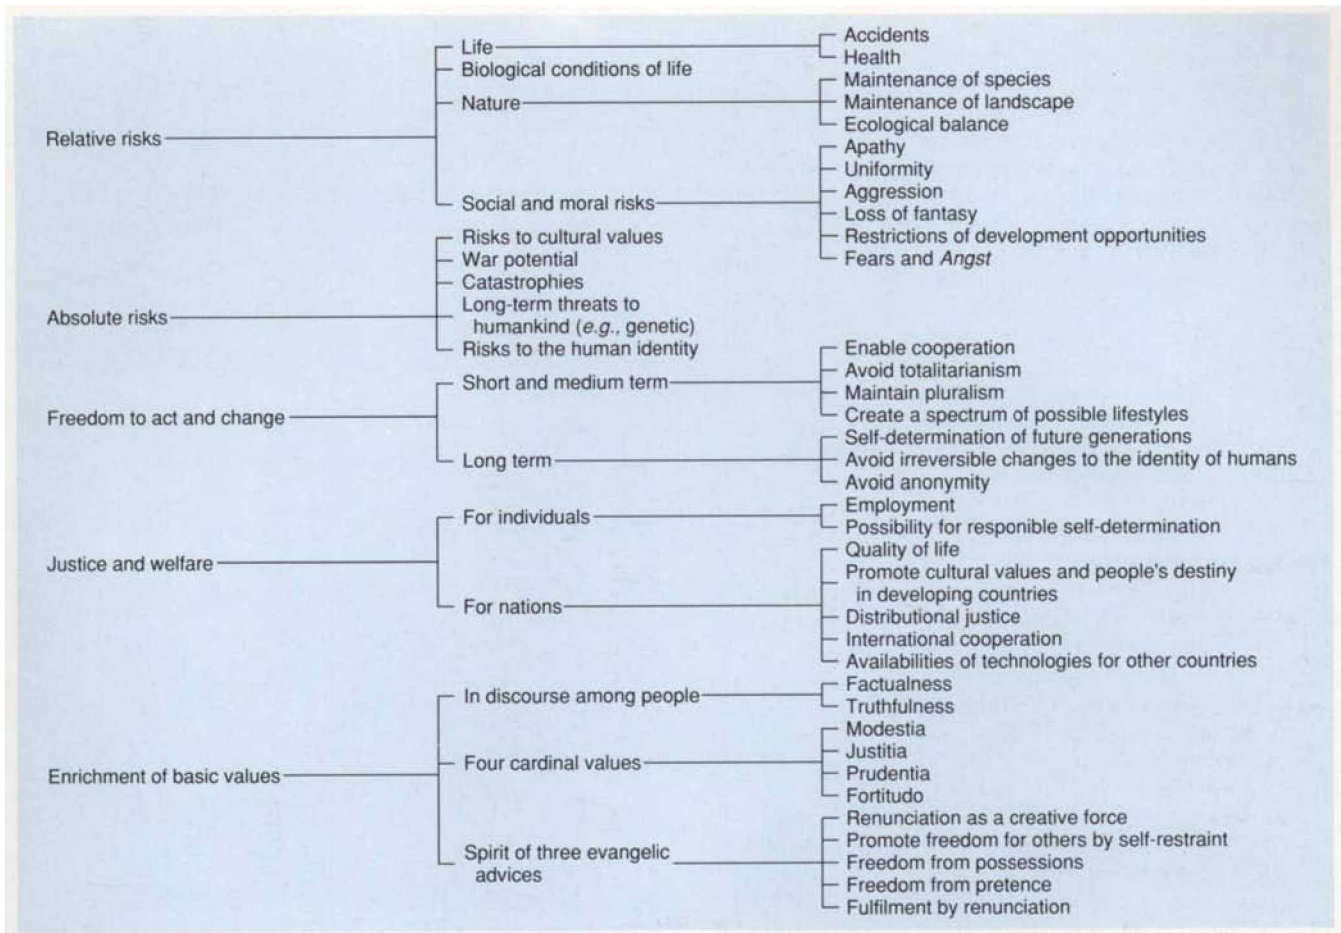 Relative risks
Life
Accidents
Health
Biological conditions of life
Nature
Maintenance of species
Maintenance of landscape
Ecological balance
Social and moral risks
Apathy
Uniformity
Aggression
Loss of fantasy
Restrictions of development opportunities
Fears and Angst
Absolute risks
Risks to cultural values
War potential
Catastrophies
Long-term threats to
humankind (e.g., genetic)
Risks to the human identity
Freedom to act and change
Short and medium term
Enable cooperation
Avoid totalitarianism
Maintain pluralism
Create a spectrum of possible lifestyles
Long term
Self-determination of future generations
Avoid irreversible changes to the identity of humans
Avoid anonymity
Justice and welfare
For individuals
Employment
Possibility for responible self-determination
For nations
Quality of life
Promote cultural values and people's destiny
in developing countries
Distributional justice
International cooperation
Availabilities of technologies for other countries
Enrichment of basic values
In discourse among people
Factualness
Truthfulness
Four cardinal values
Modestia
Justitia
Prudentia
Fortitudo
Spirit of three evangelic
advices
Renunciation as a creative force
Promote freedom for others by self-restraint
Freedom from possessions
Freedom from pretence
Fulfilment by renunciation